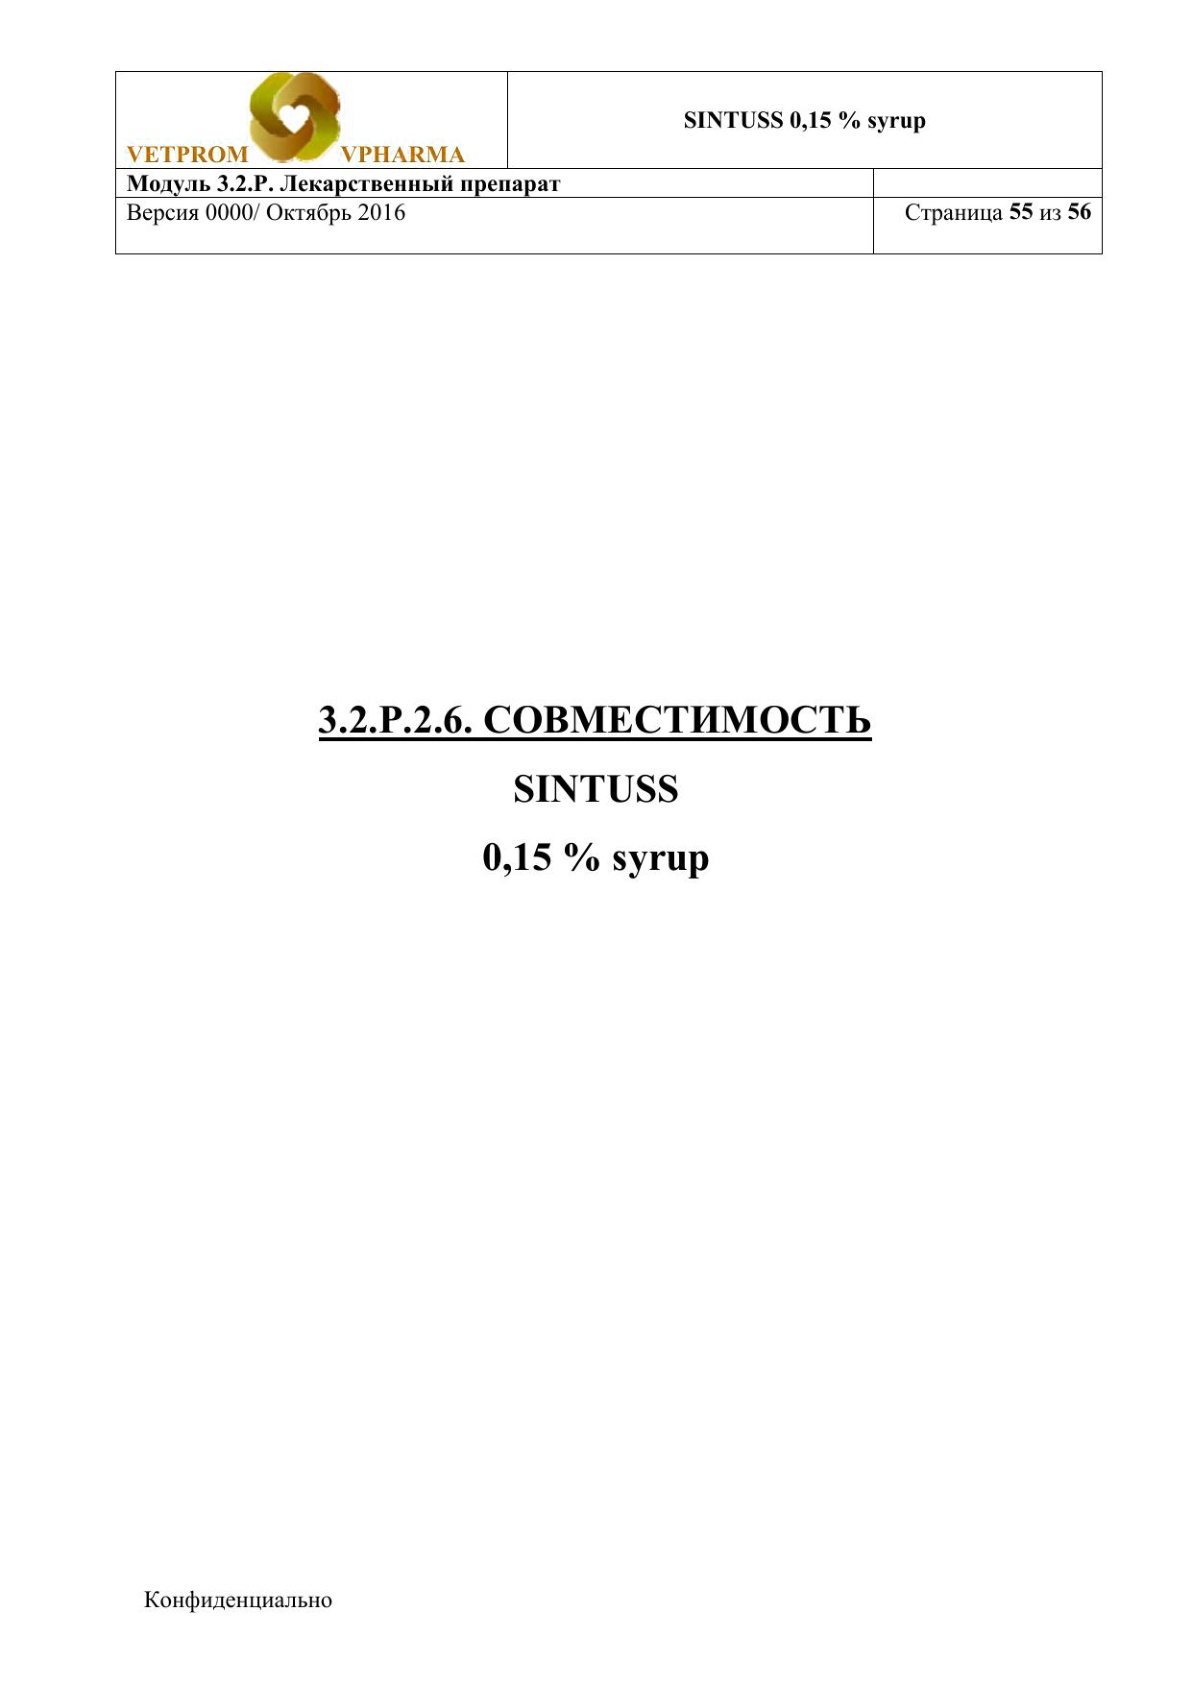 VETPROM VPHARMA
SINTUSS 0,15 % syrup
Модуль 3.2.P. Лекарственный препарат
Версия 0000/ Октябрь 2016
Страница 55 из 56
3.2.P.2.6. СОВМЕСТИМОСТЬ
SINTUSS
0,15 % syrup
Конфиденциально